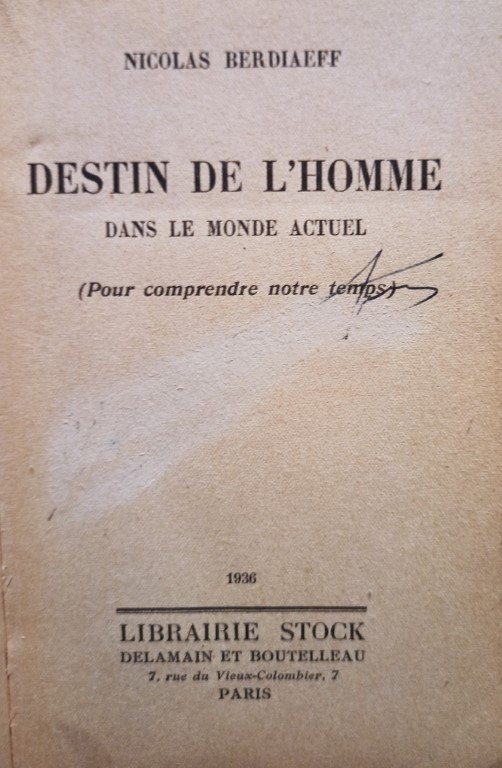 NICOLAS BERDIAEFF
DESTIN DE L'HOMME
DANS LE MONDE ACTUEL
(Pour comprendre notre temps)
1936
LIBRAIRIE STOCK
DELAMAIN ET BOUTELLEAU
7, rue du Vieux-Colombier, 7
PARIS